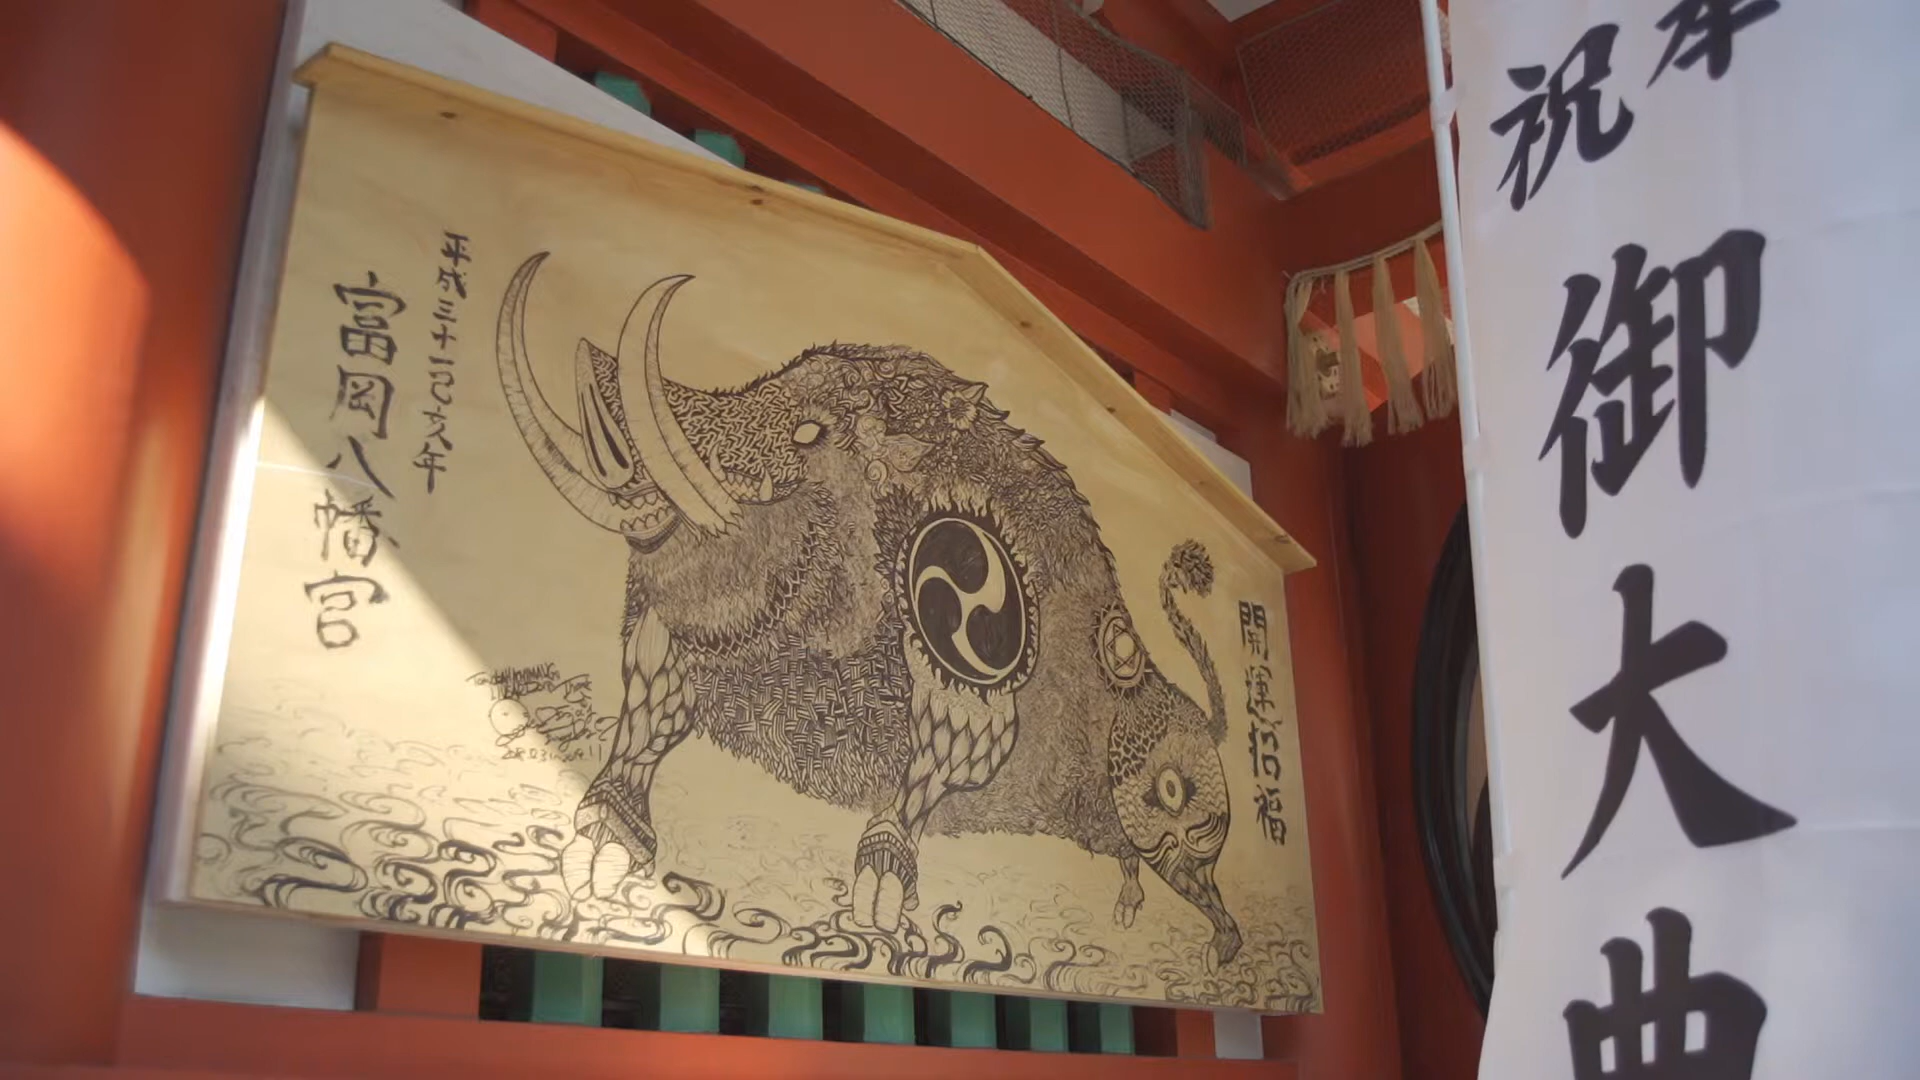 奉
祝
御大典
開運招福
平成三十一己亥年
富岡八幡宮